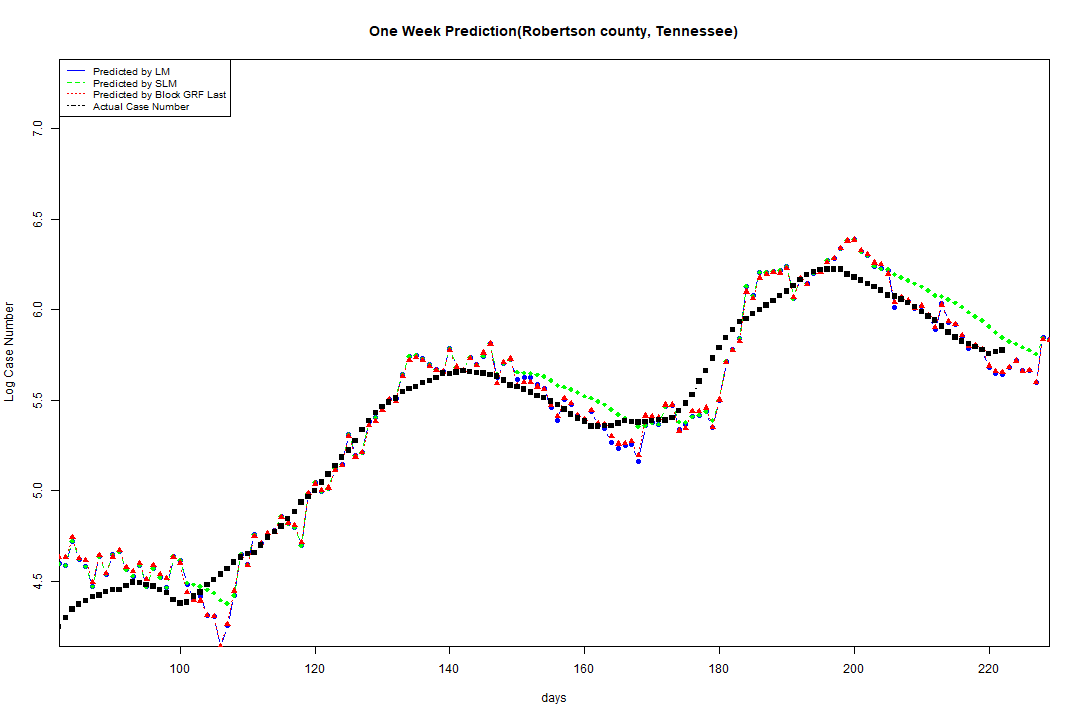 One Week Prediction(Robertson county, Tennessee)
Predicted by LM
Predicted by SLM
Predicted by Block GRF Last
Actual Case Number
7.0
6.5
6.0
5.5
5.0
4.5
Log Case Number
100 120 140 160 180 200 220
days